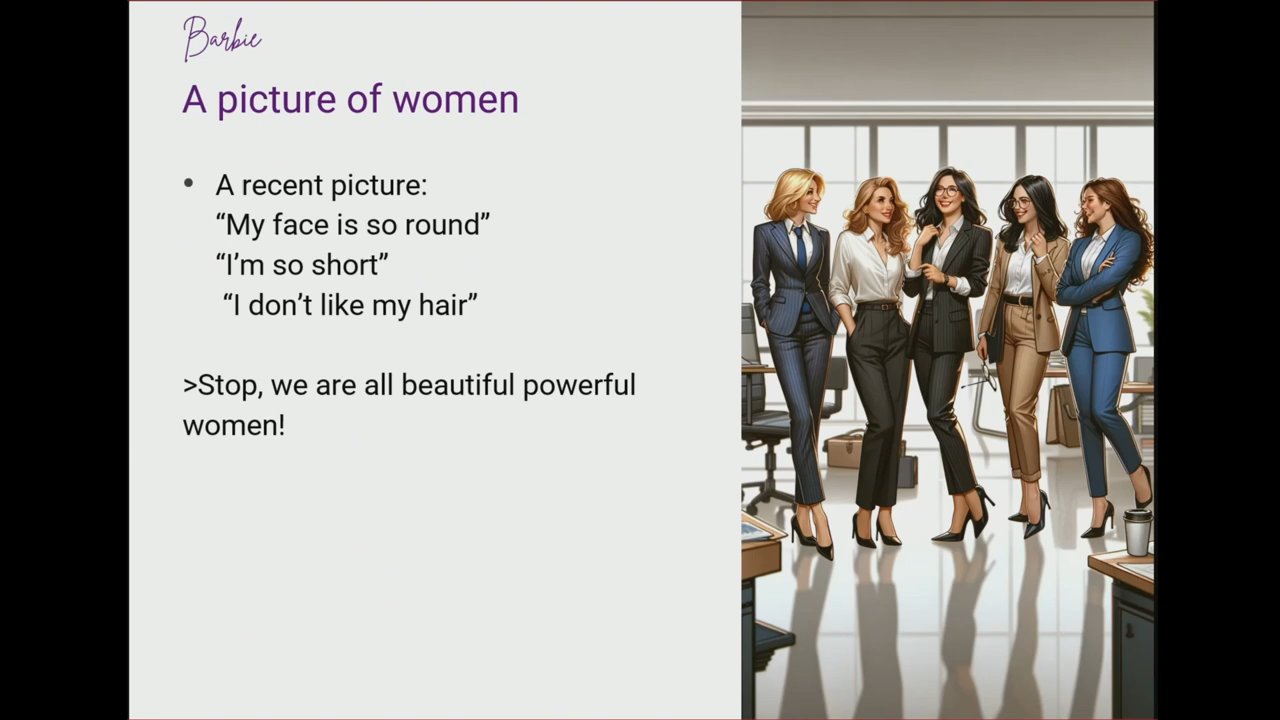 Barbie
A picture of women
• A recent picture:
“My face is so round”
“I’m so short”
“I don’t like my hair”
>Stop, we are all beautiful powerful
women!